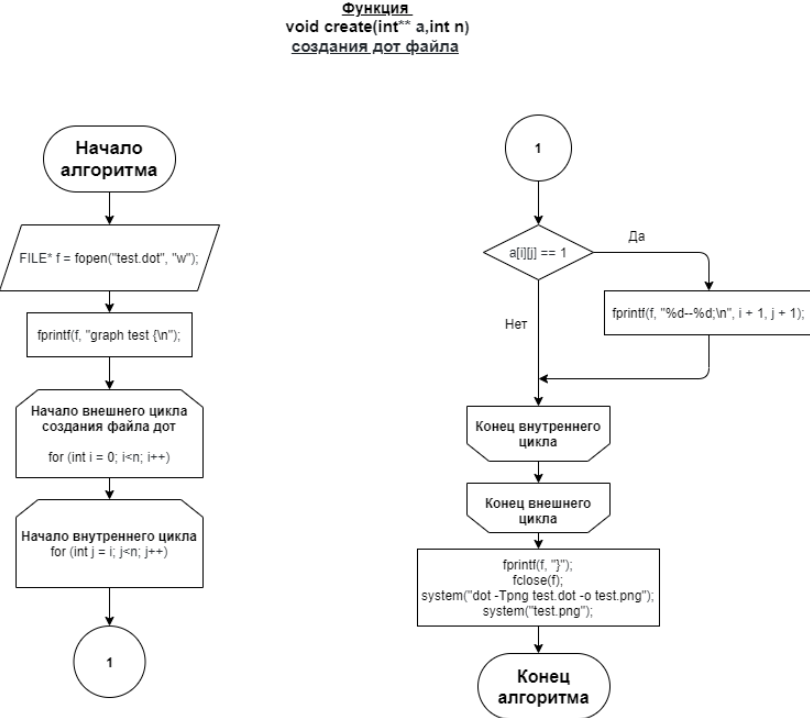 Функция
void create(int** a,int n)
создания дот файла
Начало
алгоритма
FILE* f = fopen("test.dot", "w");
fprintf(f, "graph test {\n");
Начало внешнего цикла
создания файла дот
for (int i = 0; i<n; i++)
Начало внутреннего цикла
for (int j = i; j<n; j++)
1
1
a[i][j] == 1
Да
Нет
fprintf(f, "%d--%d;\n", i + 1, j + 1);
Конец внутреннего
цикла
Конец внешнего
цикла
fprintf(f, "}");
fclose(f);
system("dot -Tpng test.dot -o test.png");
system("test.png");
Конец
алгоритма